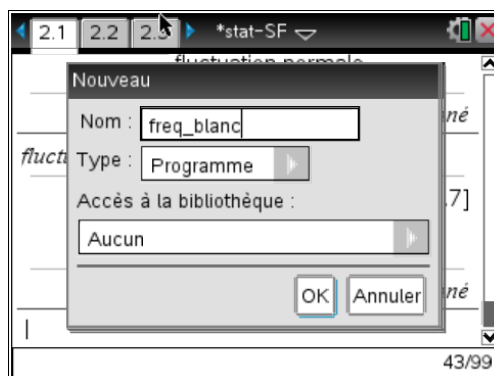 2.1 2.2 2.3 *stat-SF
fluctuation normale
Nouveau
Nom : freq_blanc
né
fluct
Type : Programme
.7]
Accès à la bibliothèque :
Aucun
OK Annuler
né
43/99